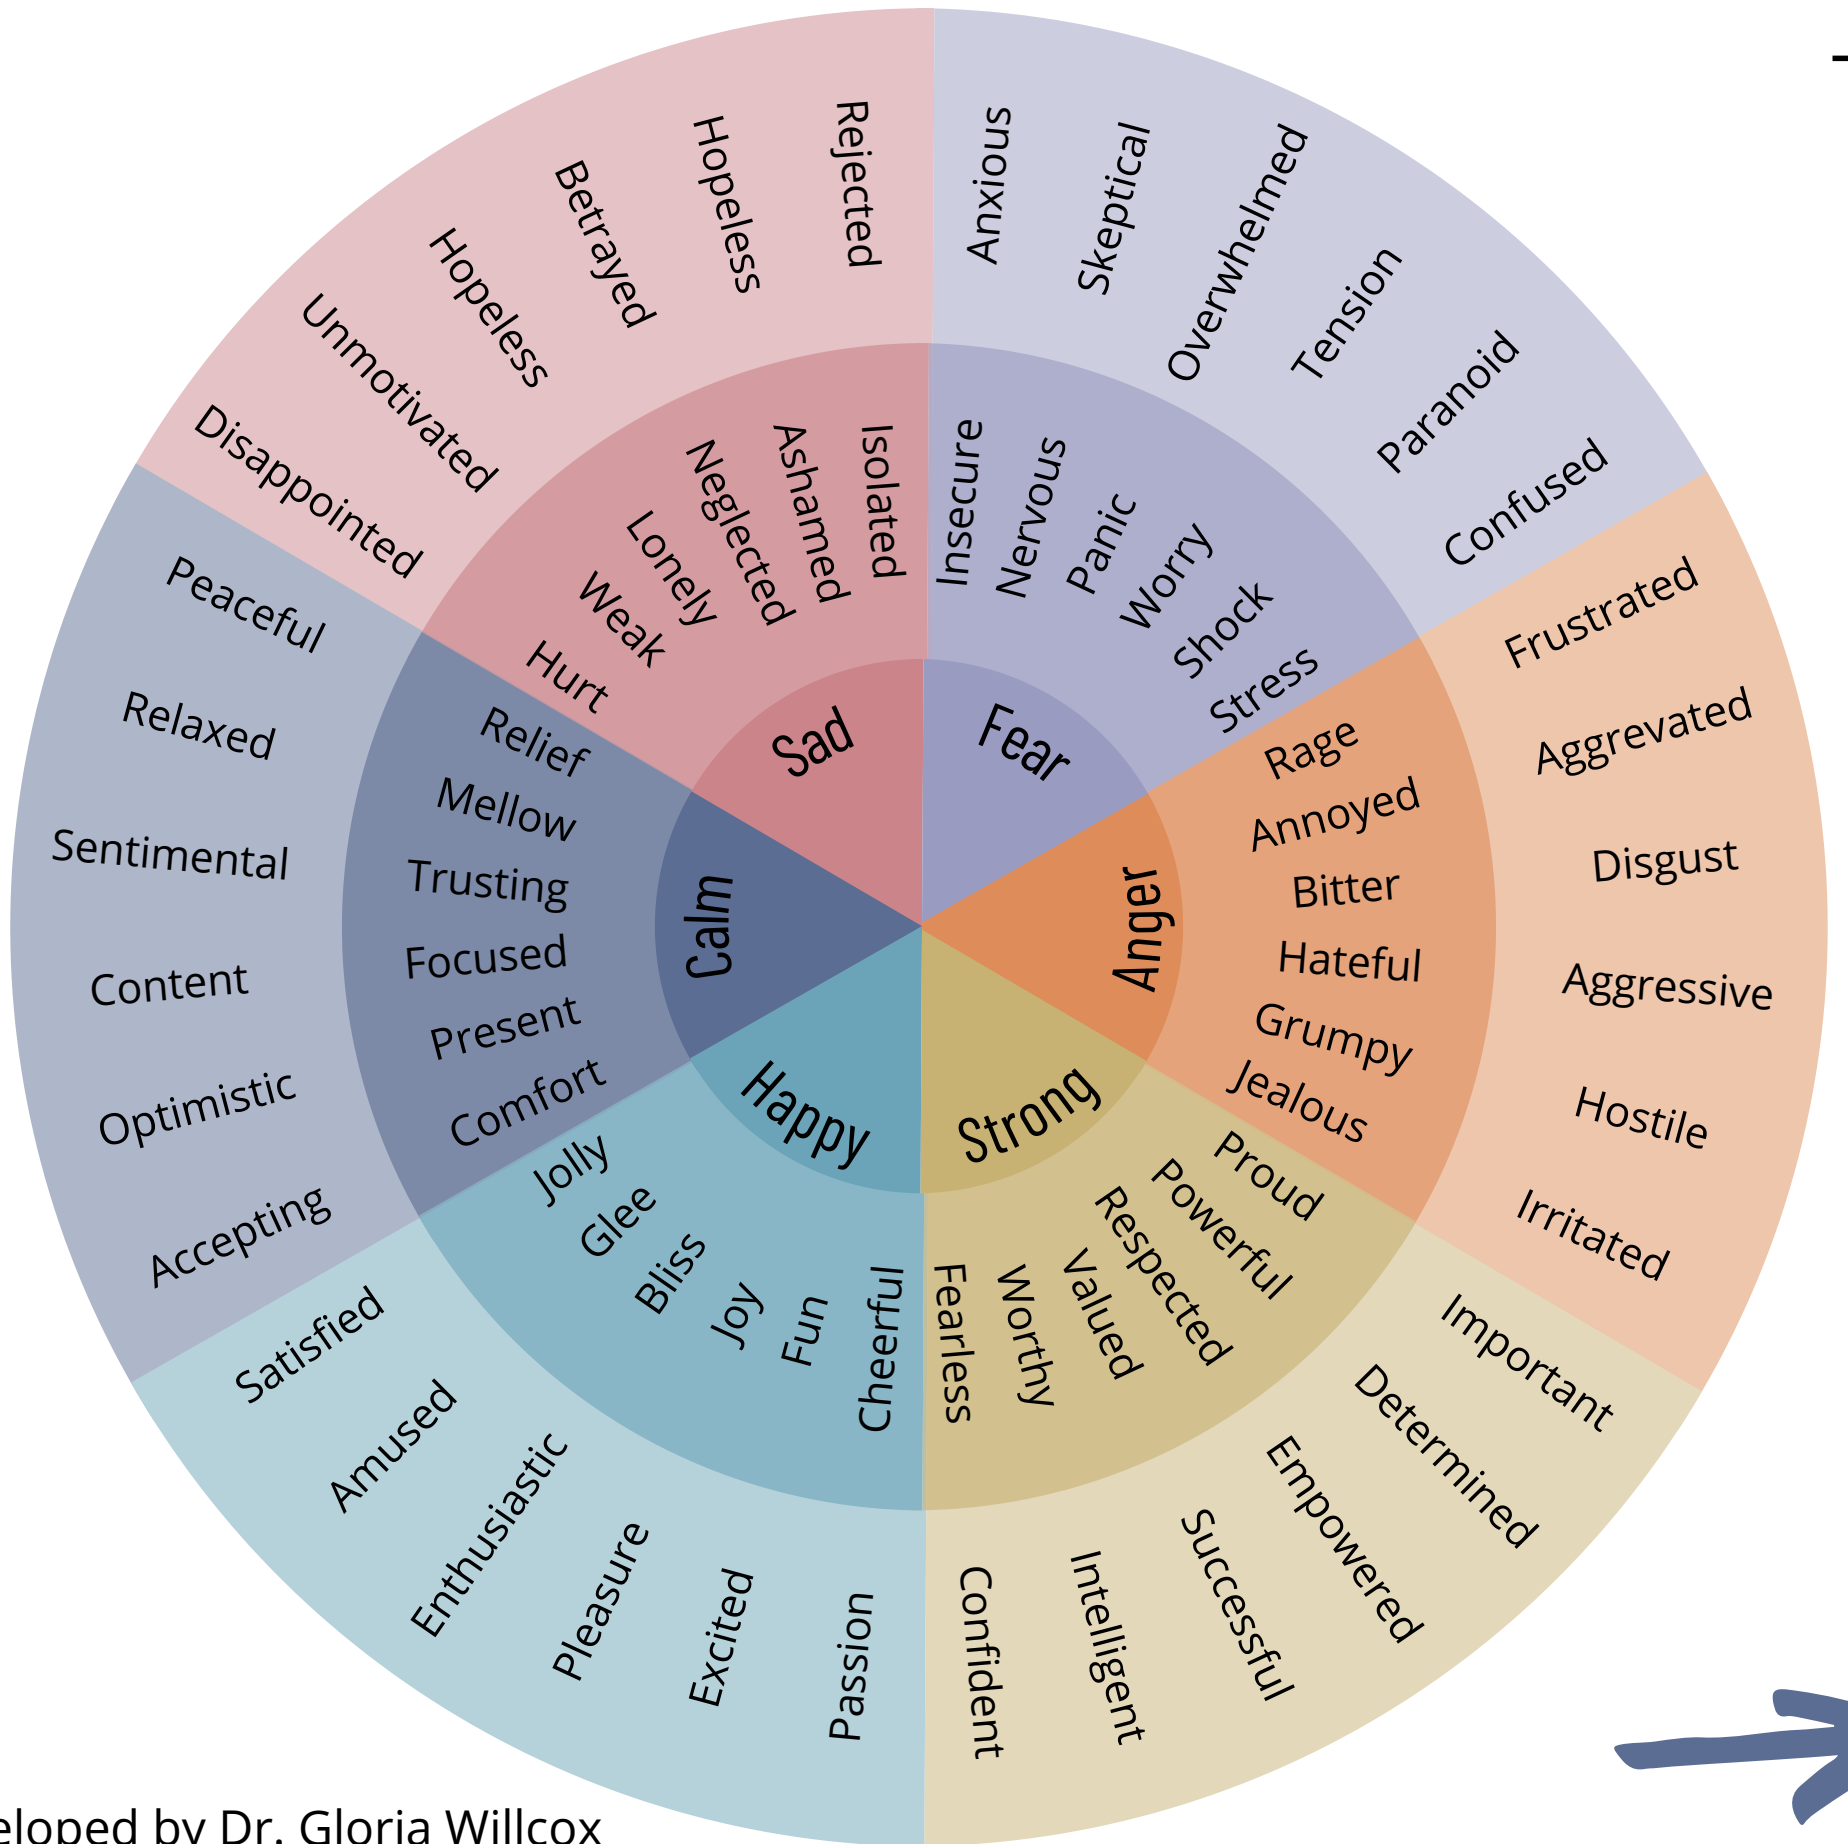 Sad
Fear
Anger
Strong
Happy
Calm
Hurt
Weak
Lonely
Neglected
Ashamed
Isolated
Insecure
Nervous
Panic
Worry
Shock
Stress
Rage
Annoyed
Bitter
Hateful
Grumpy
Jealous
Proud
Powerful
Respected
Valued
Worthy
Fearless
Cheerful
Fun
Joy
Bliss
Glee
Jolly
Comfort
Present
Focused
Trusting
Mellow
Relief
Disappointed
Unmotivated
Hopeless
Betrayed
Hopeless
Rejected
Anxious
Skeptical
Overwhelmed
Tension
Paranoid
Confused
Frustrated
Aggrevated
Disgust
Aggressive
Hostile
Irritated
Important
Determined
Empowered
Successful
Intelligent
Confident
Passion
Excited
Pleasure
Enthusiastic
Amused
Satisfied
Accepting
Optimistic
Content
Sentimental
Relaxed
Peaceful
eloped by Dr. Gloria Willcox